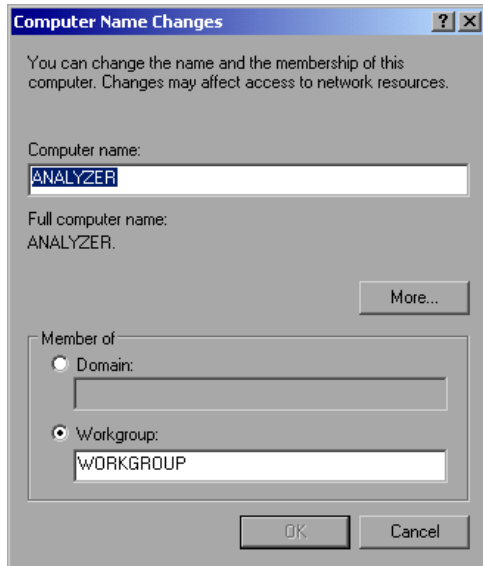 Computer Name Changes
You can change the name and the membership of this
computer. Changes may affect access to network resources.
Computer name:
ANALYZER
Full computer name:
ANALYZER.
More...
Member of
Domain:
Workgroup:
WORKGROUP
OK Cancel